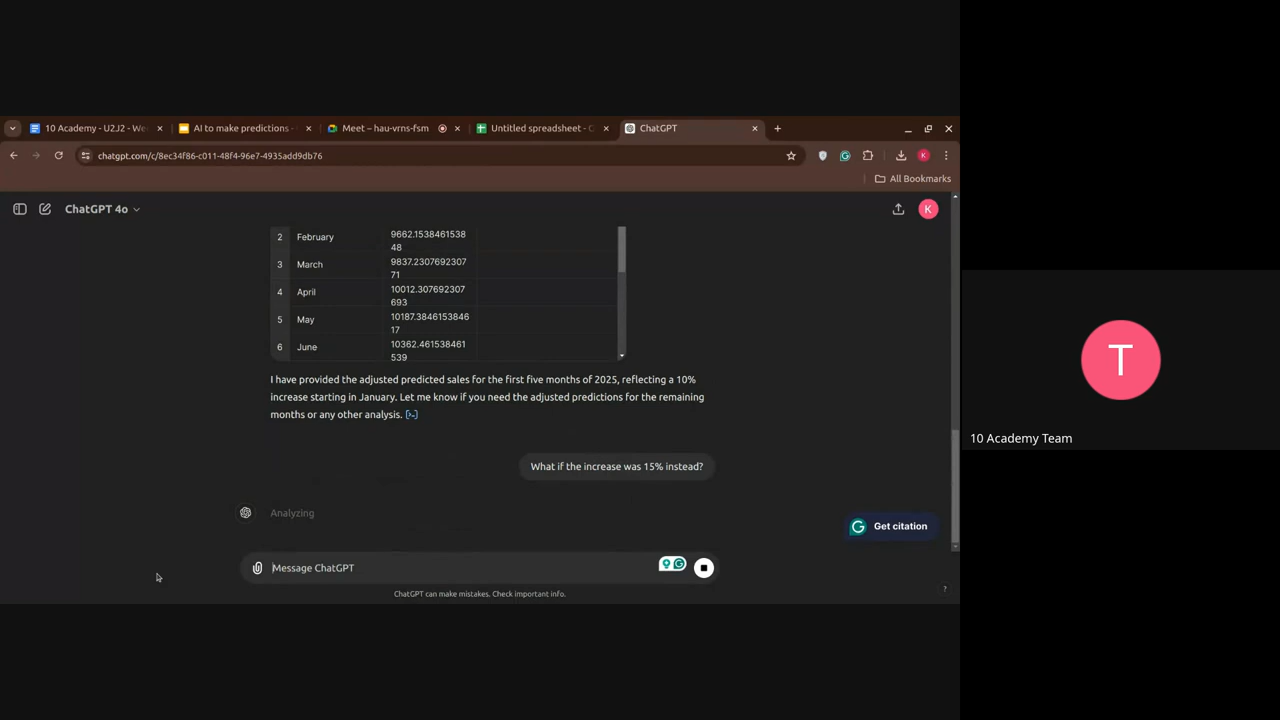 10 Academy - U2J2 - We
AI to make predictions -
Meet – hau-vrns-fsm
Untitled spreadsheet - G
ChatGPT
chatgpt.com/c/8ec34f86-c011-48f4-96e7-4935add9db76
All Bookmarks
ChatGPT 4o
K
2 February 9662.1538461538
48
3 March 9837.2307692307
71
4 April 10012.307692307
693
5 May 10187.3846153846
17
6 June 10362.461538461
539
I have provided the adjusted predicted sales for the first five months of 2025, reflecting a 10%
increase starting in January. Let me know if you need the adjusted predictions for the remaining
months or any other analysis. [>-]
What if the increase was 15% instead?
Analyzing
Get citation
Message ChatGPT
ChatGPT can make mistakes. Check important info.
?
T
10 Academy Team